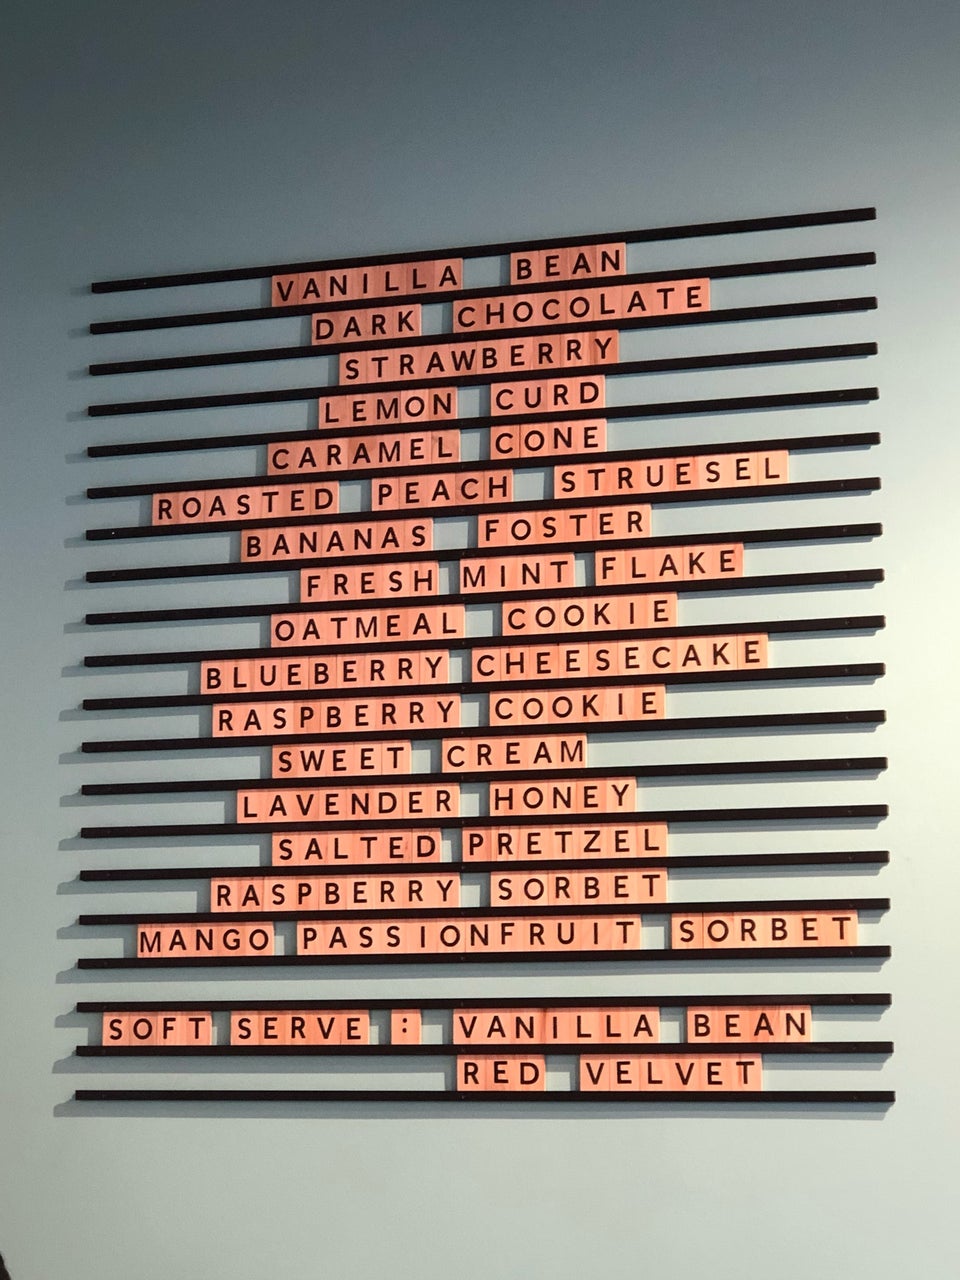 VANILLA BEAN
DARK CHOCOLATE
STRAWBERRY
LEMON CURD
CARAMEL CONE
ROASTED PEACH STRUESEL
BANANAS FOSTER
FRESH MINT FLAKE
OATMEAL COOKIE
BLUEBERRY CHEESECAKE
RASPBERRY COOKIE
SWEET CREAM
LAVENDER HONEY
SALTED PRETZEL
RASPBERRY SORBET
MANGO PASSIONFRUIT SORBET
SOFT SERVE : VANILLA BEAN
RED VELVET